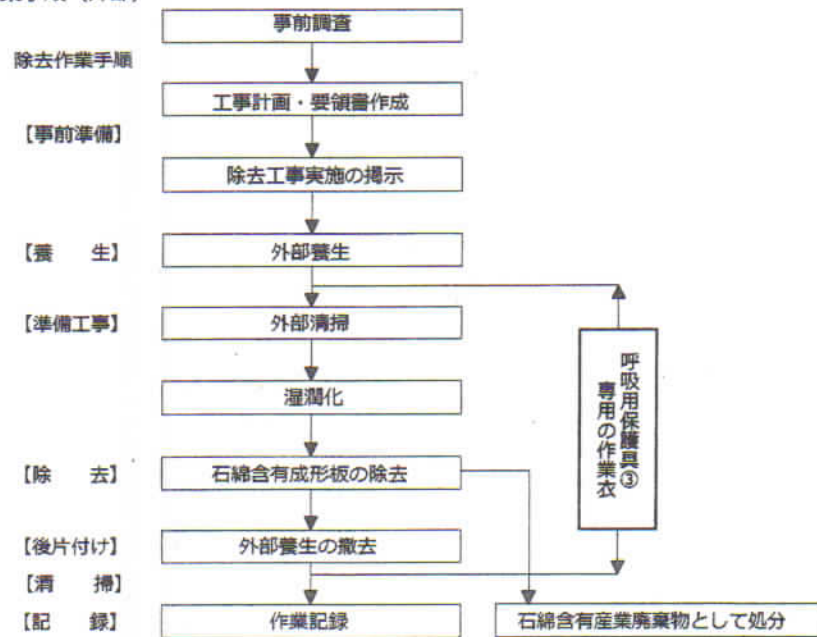 事前調査
除去作業手順
工事計画・要領書作成
【事前準備】
除去工事実施の掲示
【養　生】
外部養生
【準備工事】
外部清掃
湿潤化
呼吸用保護具③
専用の作業衣
【除　去】
石綿含有成形板の除去
【後片付け】
外部養生の撤去
【清　掃】
【記　録】
作業記録
石綿含有産業廃棄物として処分